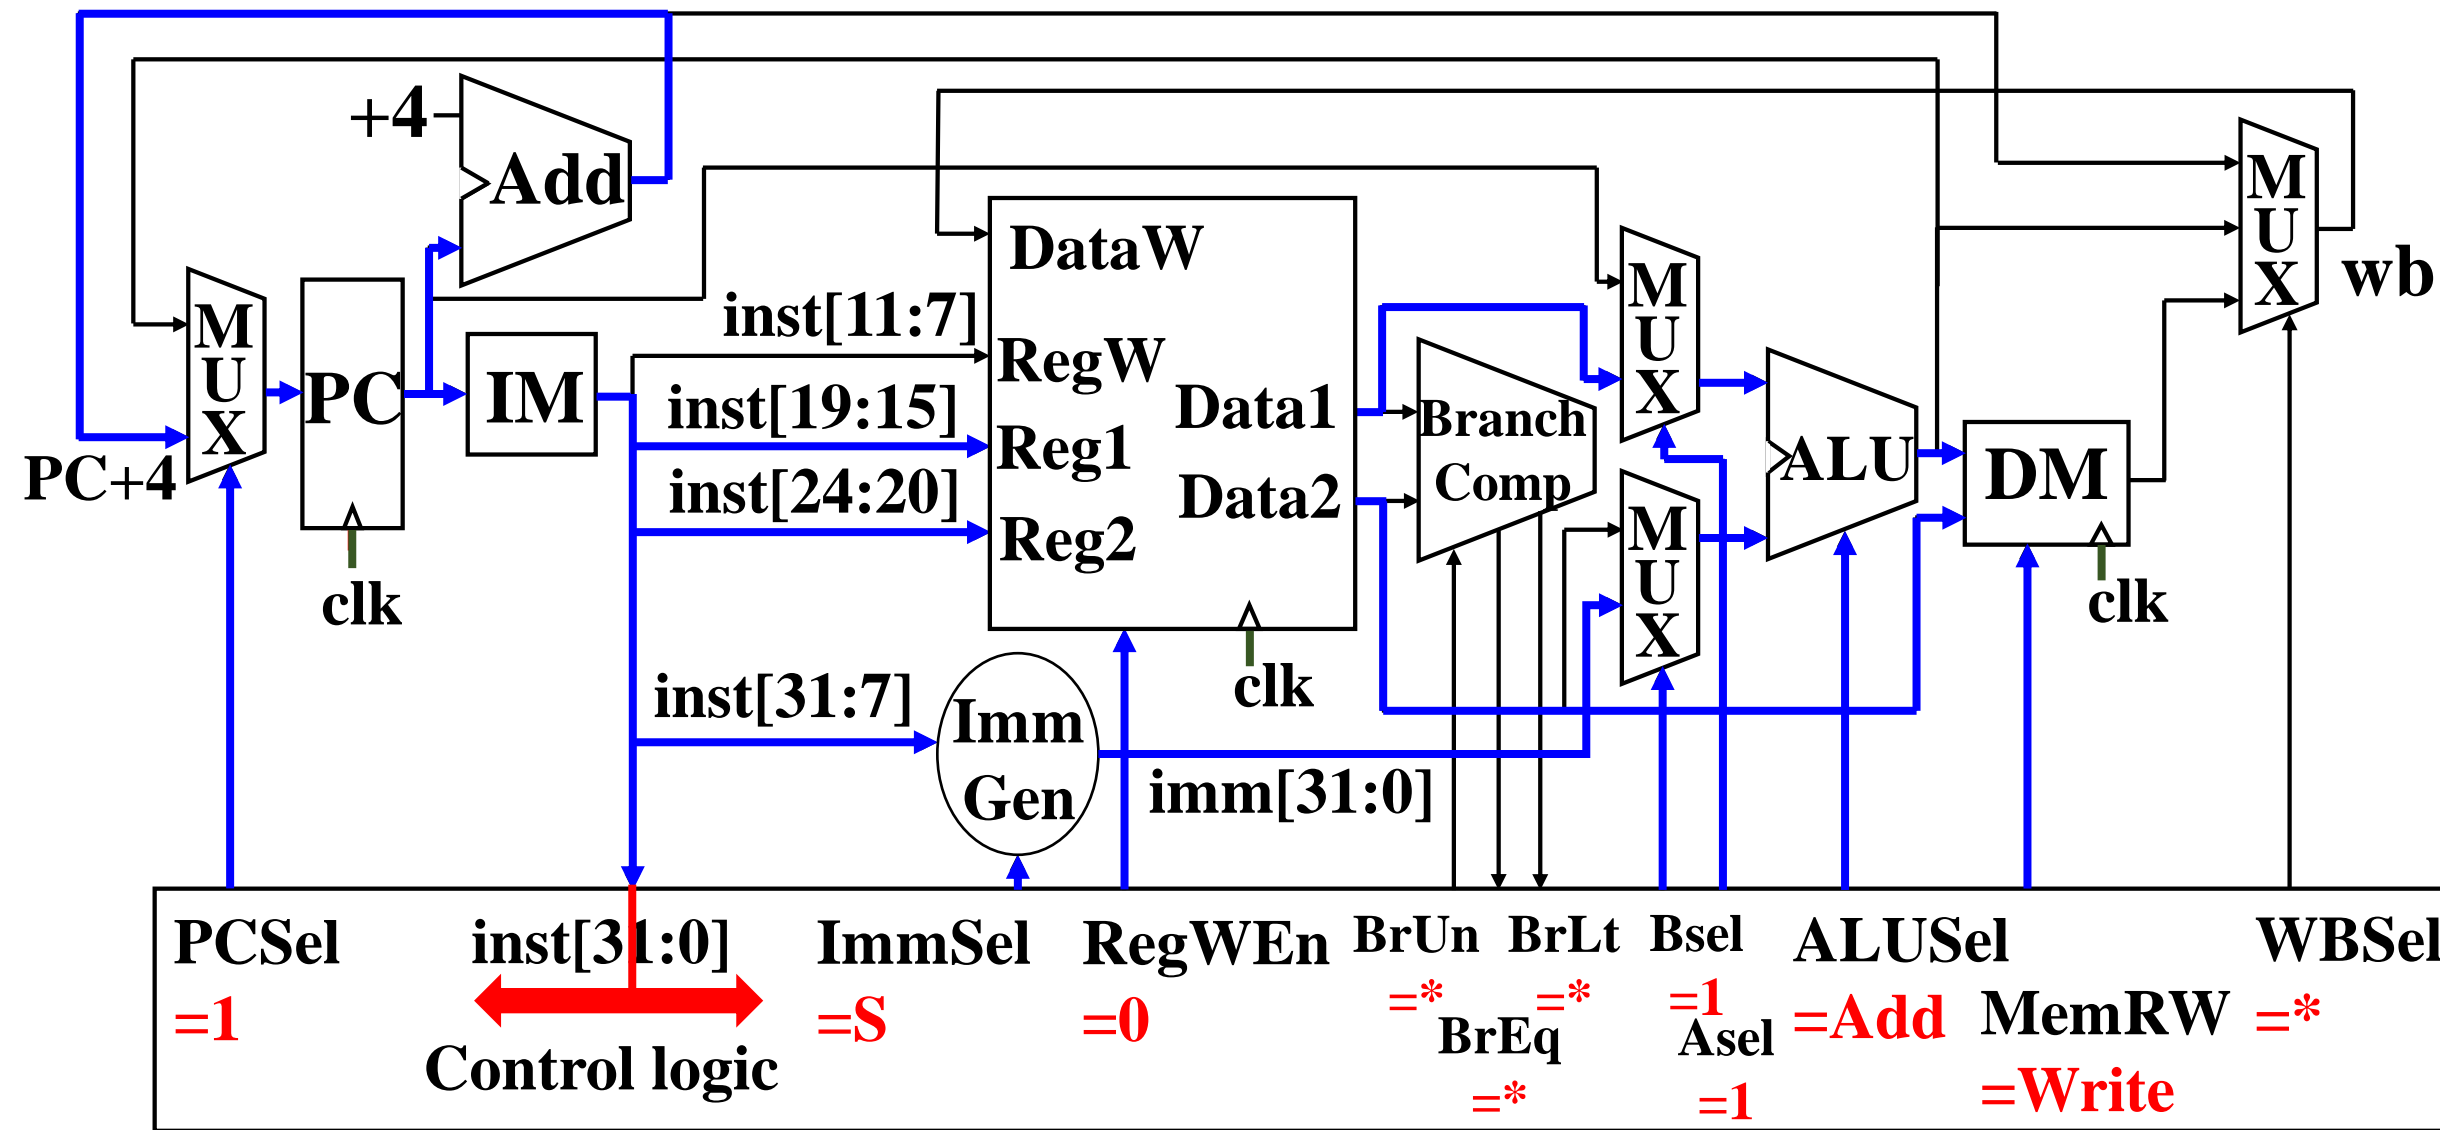 +4
Add
M
U
X
PC+4
PC
clk
IM
inst[11:7]
inst[19:15]
inst[24:20]
inst[31:7]
DataW
RegW
Reg1
Reg2
Data1
Data2
clk
Imm
Gen
imm[31:0]
Branch
Comp
M
U
X
M
U
X
ALU
DM
clk
M
U
X
wb
PCSel
=1
inst[31:0]
Control logic
ImmSel
=S
RegWEn
=0
BrUn
=*
BrEq
=*
BrLt
=*
Bsel
=1
Asel
=1
ALUSel
=Add
MemRW
=Write
WBSel
=*